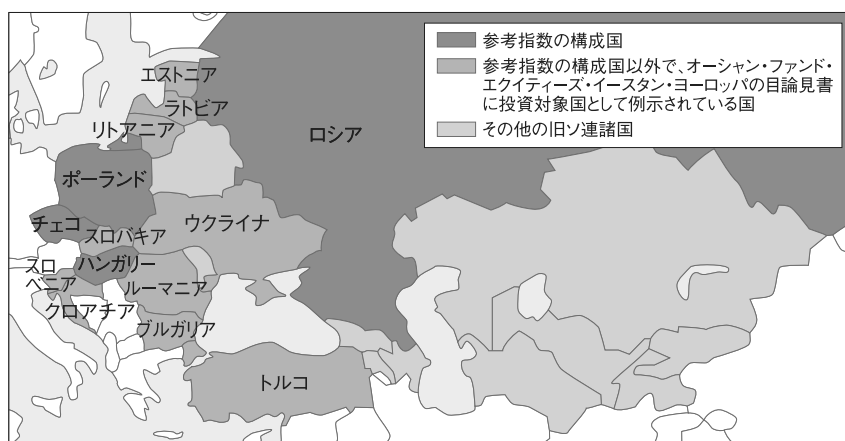 参考指数の構成国
参考指数の構成国以外で、オーシャン・ファンド・
エクイティーズ・イースタン・ヨーロッパの目論見書
に投資対象国として例示されている国
その他の旧ソ連諸国
エストニア
ラトビア
リトアニア
ロシア
ポーランド
チェコ
スロバキア
ウクライナ
スロ
ベニア
ハンガリー
ルーマニア
クロアチア
ブルガリア
トルコ